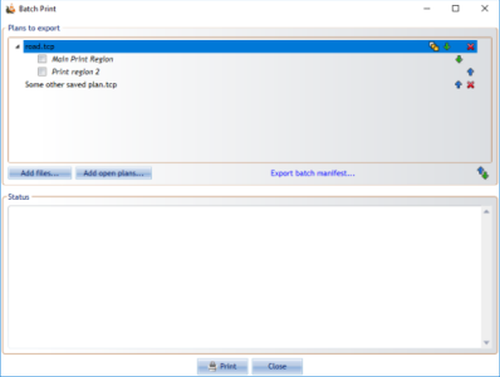 Batch Print
Plans to export
road.tcp
Main Print Region
Print region 2
Some other saved plan.tcp
Add files... Add open plans... Export batch manifest...
Status
Print Close